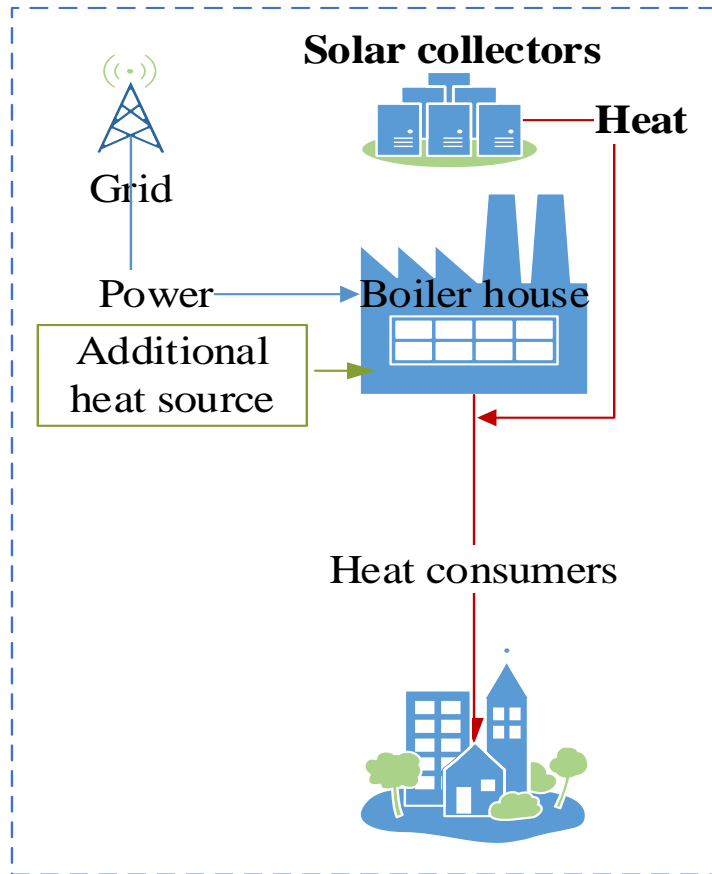 Solar collectors
Heat
Grid
Power
Boiler house
Additional
heat source
Heat consumers